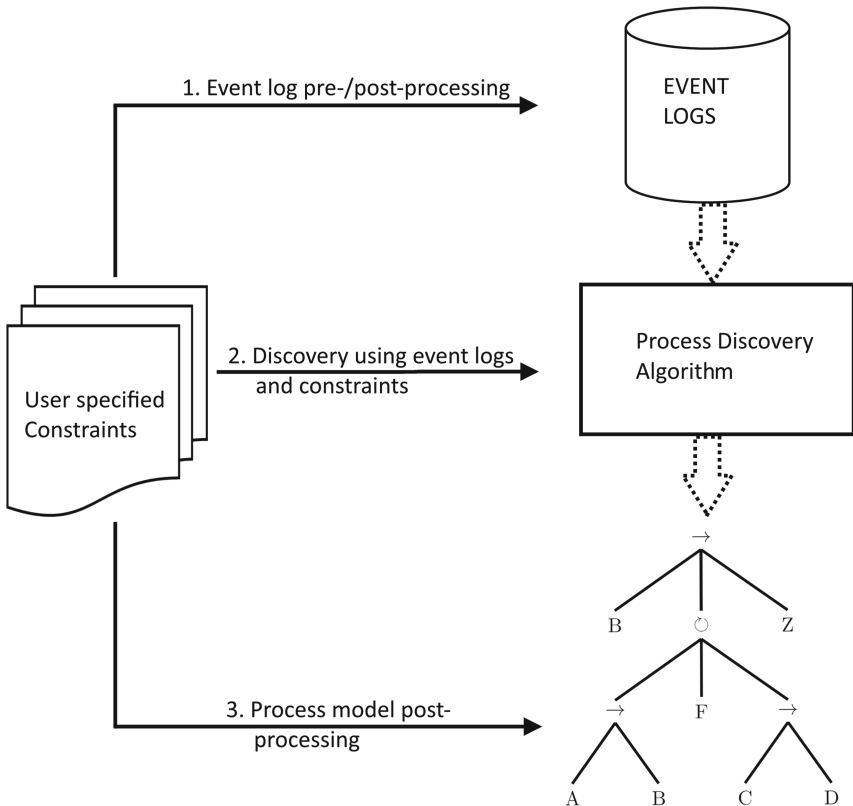 1. Event log pre-/post-processing
EVENT
LOGS
2. Discovery using event logs
and constraints
Process Discovery
Algorithm
User specified
Constraints
→
B ↻ Z
→ F →
A B C D
3. Process model post-
processing